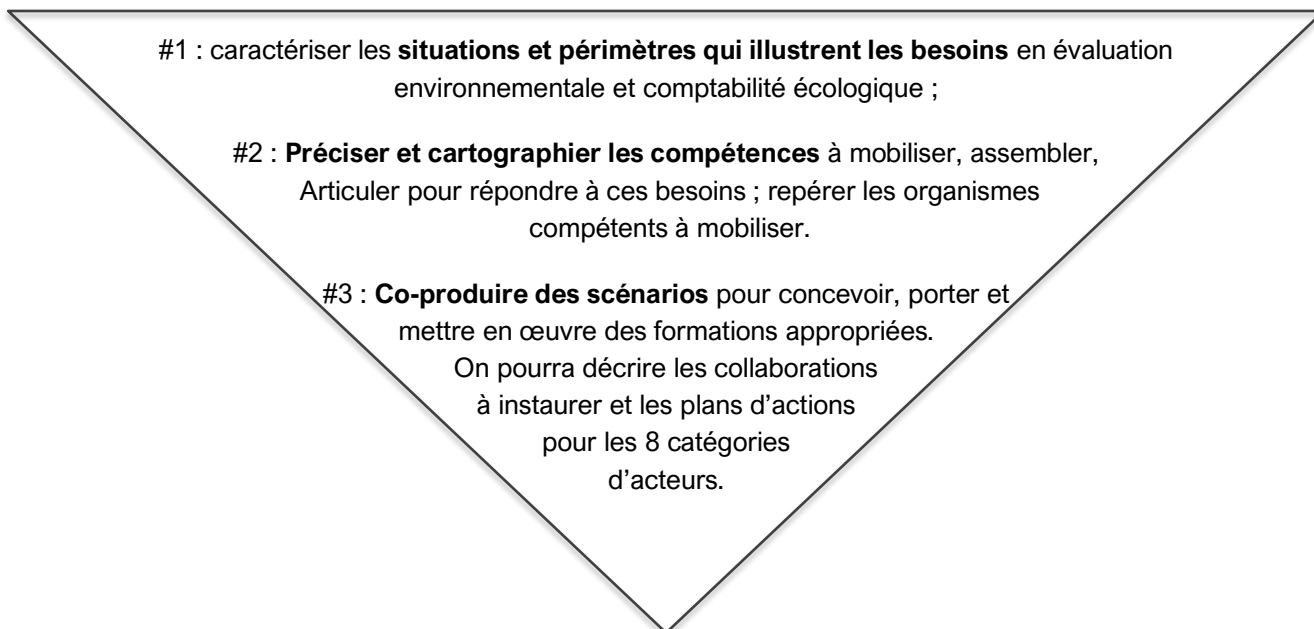 #1 : caractériser les situations et périmètres qui illustrent les besoins en évaluation
environnementale et comptabilité écologique ;
#2 : Préciser et cartographier les compétences à mobiliser, assembler,
Articuler pour répondre à ces besoins ; repérer les organismes
compétents à mobiliser.
#3 : Co-produire des scénarios pour concevoir, porter et
mettre en œuvre des formations appropriées.
On pourra décrire les collaborations
à instaurer et les plans d’actions
pour les 8 catégories
d’acteurs.